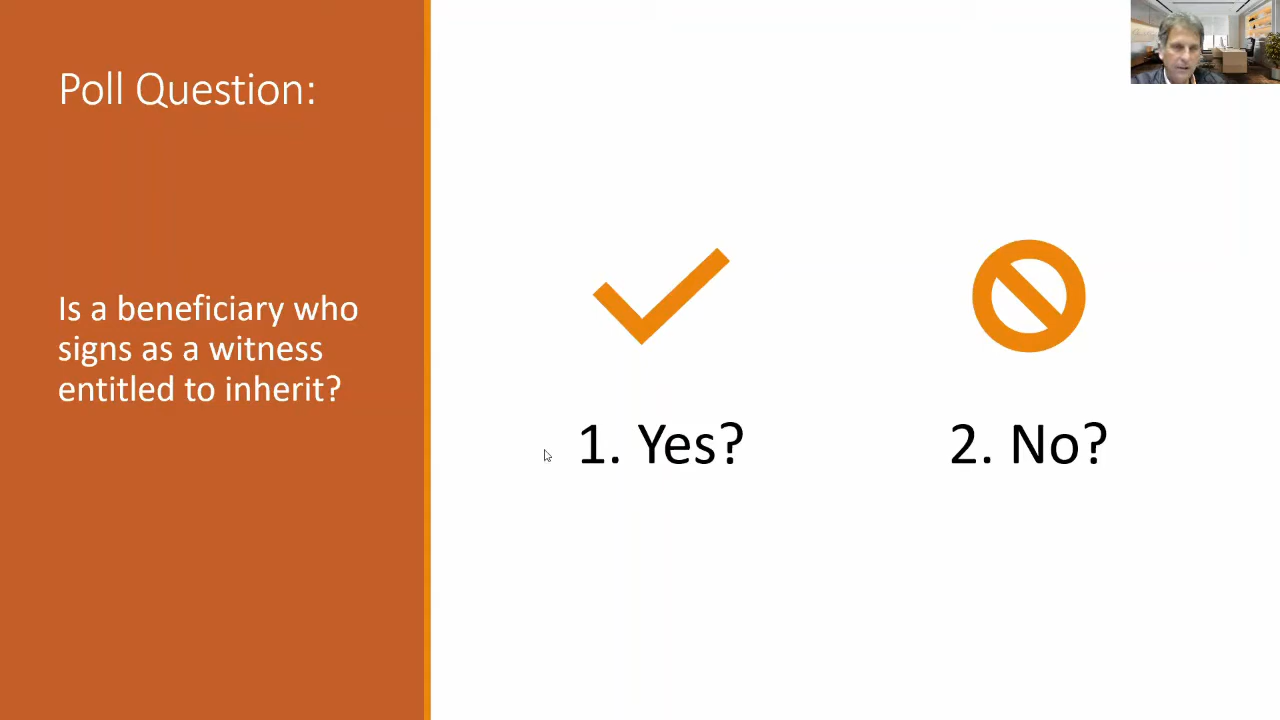 Poll Question:
Is a beneficiary who
signs as a witness
entitled to inherit?
1. Yes?
2. No?